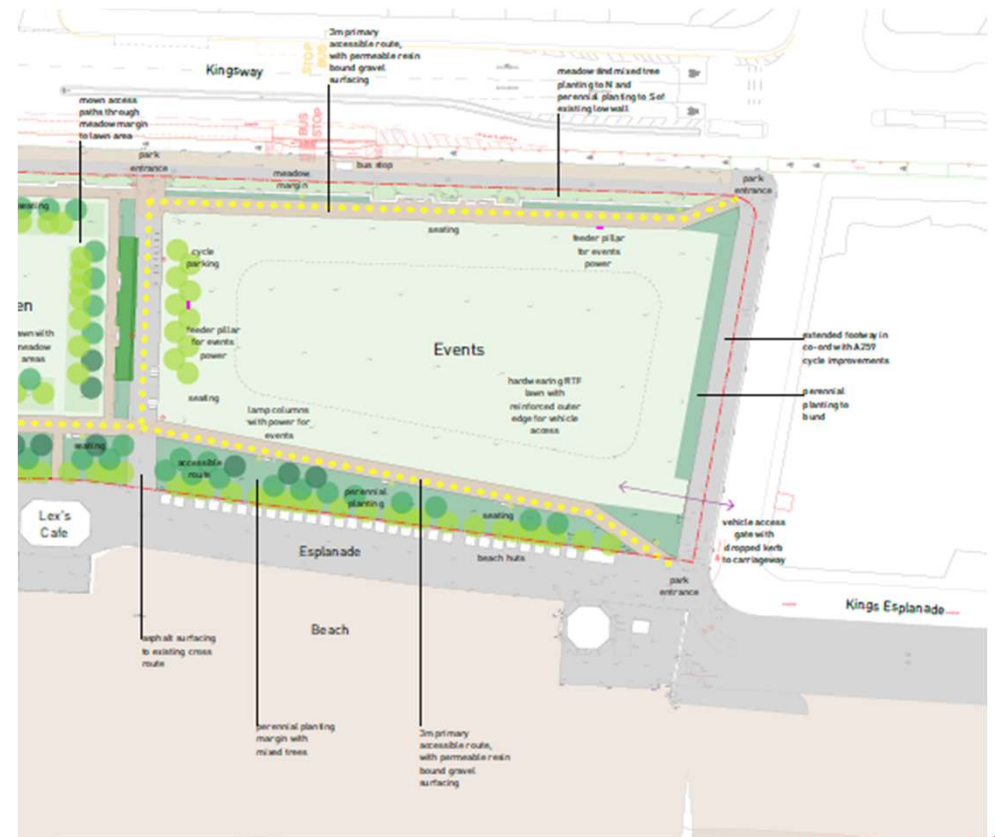 3m primary
accessible route,
with permeable resin
bound gravel
surfacing
STOP
BUS
Kingsway
meadow and mixed tree
planting to N and
perennial planting to S of
existing low wall
mown access
paths through
meadow margin
to lawn area
BUS
STOP
park
entrance
bus stop
meadow
margin
park
entrance
seating
seating
cycle
parking
feeder pillar
for events
power
en
feeder pillar
for events
power
lawn with
meadow
areas
extended footway in
co-ord with A259
cycle improvements
Events
hardwearing RTF
lawn with
reinforced outer
edge for vehicle
access
perennial
planting to
bund
seating
lamp columns
with power for
events
seating
accessible
route
perennial
planting
seating
Lex's
Cafe
vehicle access
gate with
dropped kerb
to carriageway
Esplanade
beach huts
park
entrance
Kings Esplanade
Beach
asphalt surfacing
to existing cross
route
perennial planting
margin with
mixed trees
3m primary
accessible route,
with permeable resin
bound gravel
surfacing